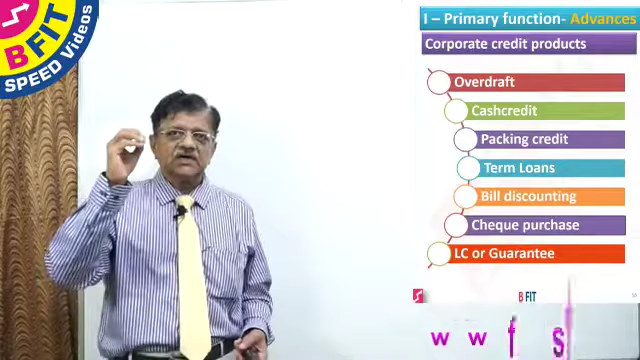 B FIT
SPEED Videos
I – Primary function- Advances
Corporate credit products
Overdraft
Cashcredit
Packing credit
Term Loans
Bill discounting
Cheque purchase
LC or Guarantee
B FIT
w w f s